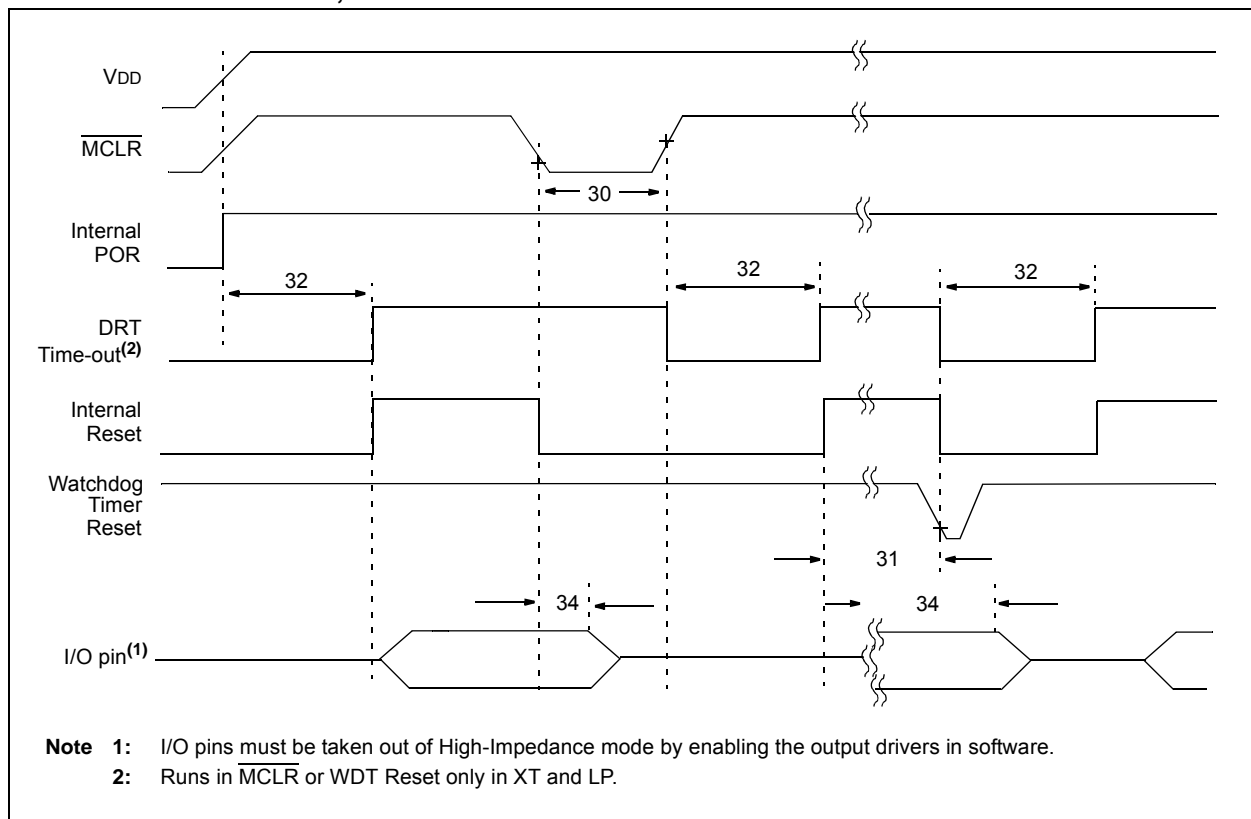 VDD
MCLR
30
Internal
POR
32
32
32
DRT
Time-out(2)
Internal
Reset
Watchdog
Timer
Reset
31
34
34
I/O pin(1)
Note 1: I/O pins must be taken out of High-Impedance mode by enabling the output drivers in software.
2: Runs in MCLR or WDT Reset only in XT and LP.